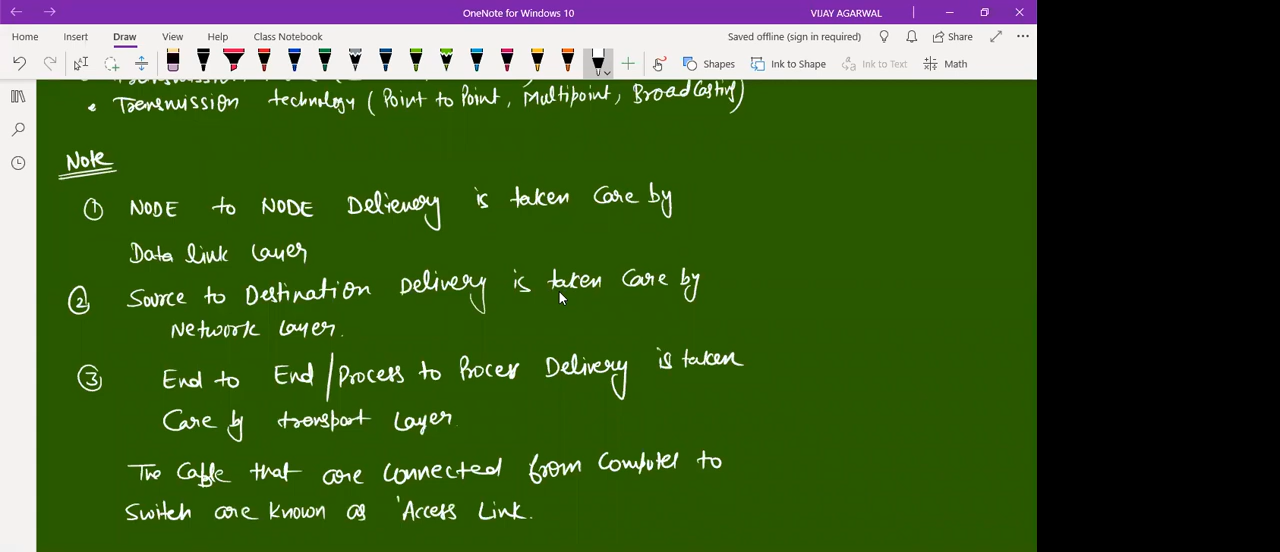 OneNote for Windows 10
VIJAY AGARWAL
Home Insert Draw View Help Class Notebook
Saved offline (sign in required) Share
Shapes Ink to Shape Ink to Text Math
• Transmission technology (Point to Point, Multipoint, BroadCasting)
Note
① NODE to NODE Delievery is taken Care by
Data link Layer
② Source to Destination Delivery is taken Care by
Network Layer.
③ End to End/Process to Process Delivery is taken
Care by transport Layer.
The Cable that are connected from Computer to
Switch are known as 'Access Link.